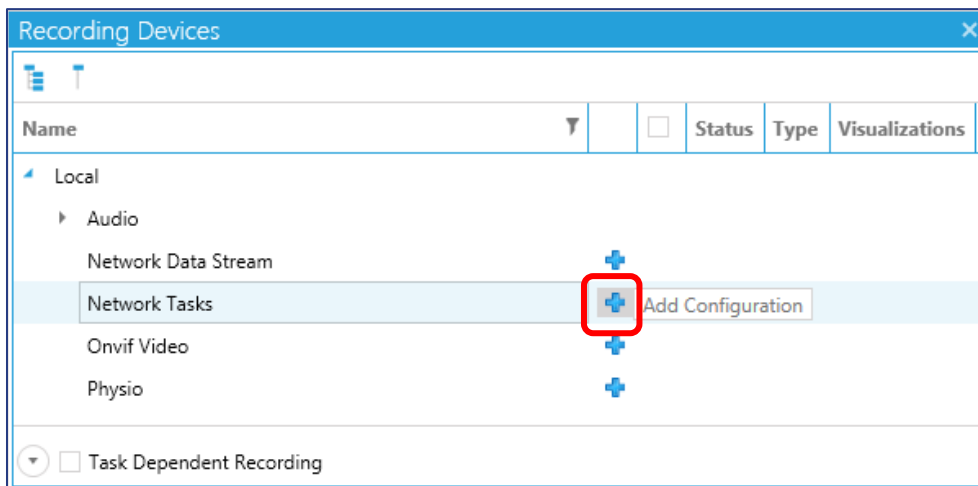 Recording Devices
Name Status Type Visualizations
Local
Audio
Network Data Stream
Network Tasks Add Configuration
Onvif Video
Physio
Task Dependent Recording